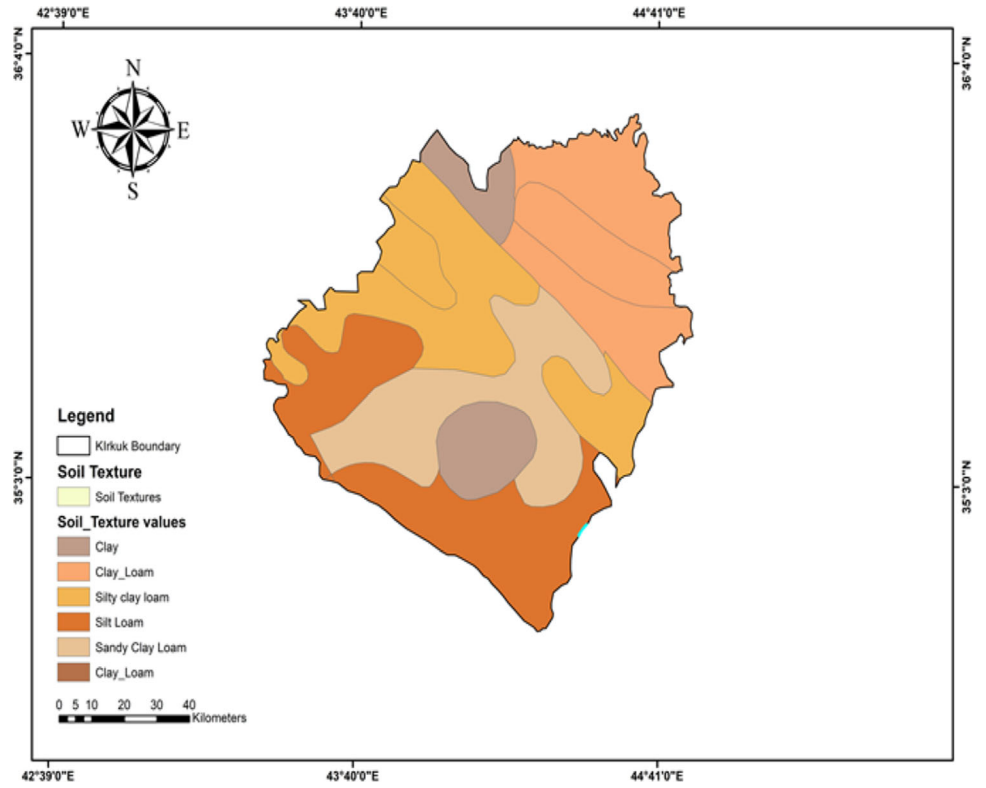 42°39'0"E 43°40'0"E 44°41'0"E
36°4'0"N
36°4'0"N
N
W E
S
Legend
KIrkuk Boundary
Soil Texture
Soil Textures
Soil_Texture values
Clay
Clay_Loam
Silty clay loam
Silt Loam
Sandy Clay Loam
Clay_Loam
35°3'0"N
35°3'0"N
0 5 10 20 30 40
Kilometers
42°39'0"E 43°40'0"E 44°41'0"E